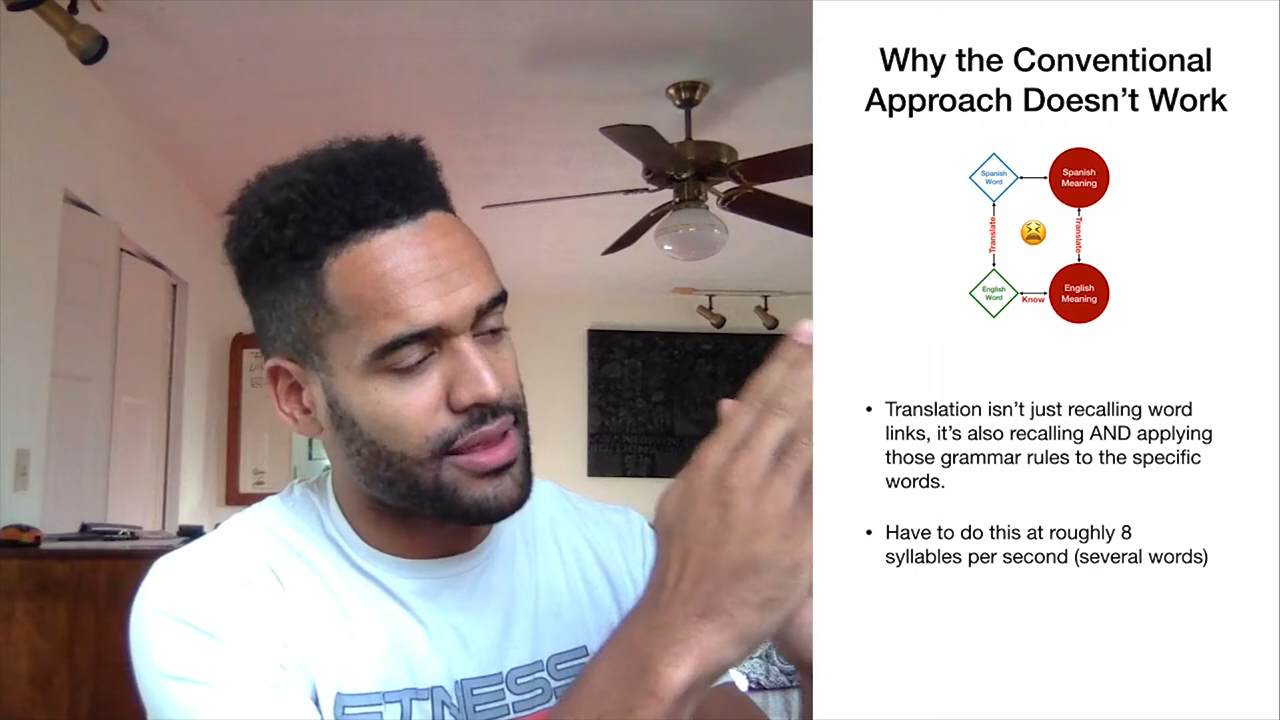 Why the Conventional
Approach Doesn't Work
Spanish
Word
Spanish
Meaning
Translate
Translate
English
Word
Know
English
Meaning
• Translation isn't just recalling word
links, it's also recalling AND applying
those grammar rules to the specific
words.
• Have to do this at roughly 8
syllables per second (several words)
FITNESS